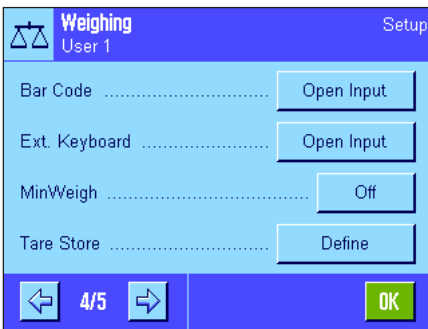 Weighing
Setup
User 1
Bar Code ............................. Open Input
Ext. Keyboard ...................... Open Input
MinWeigh ................................... Off
Tare Store ........................... Define
4/5
OK